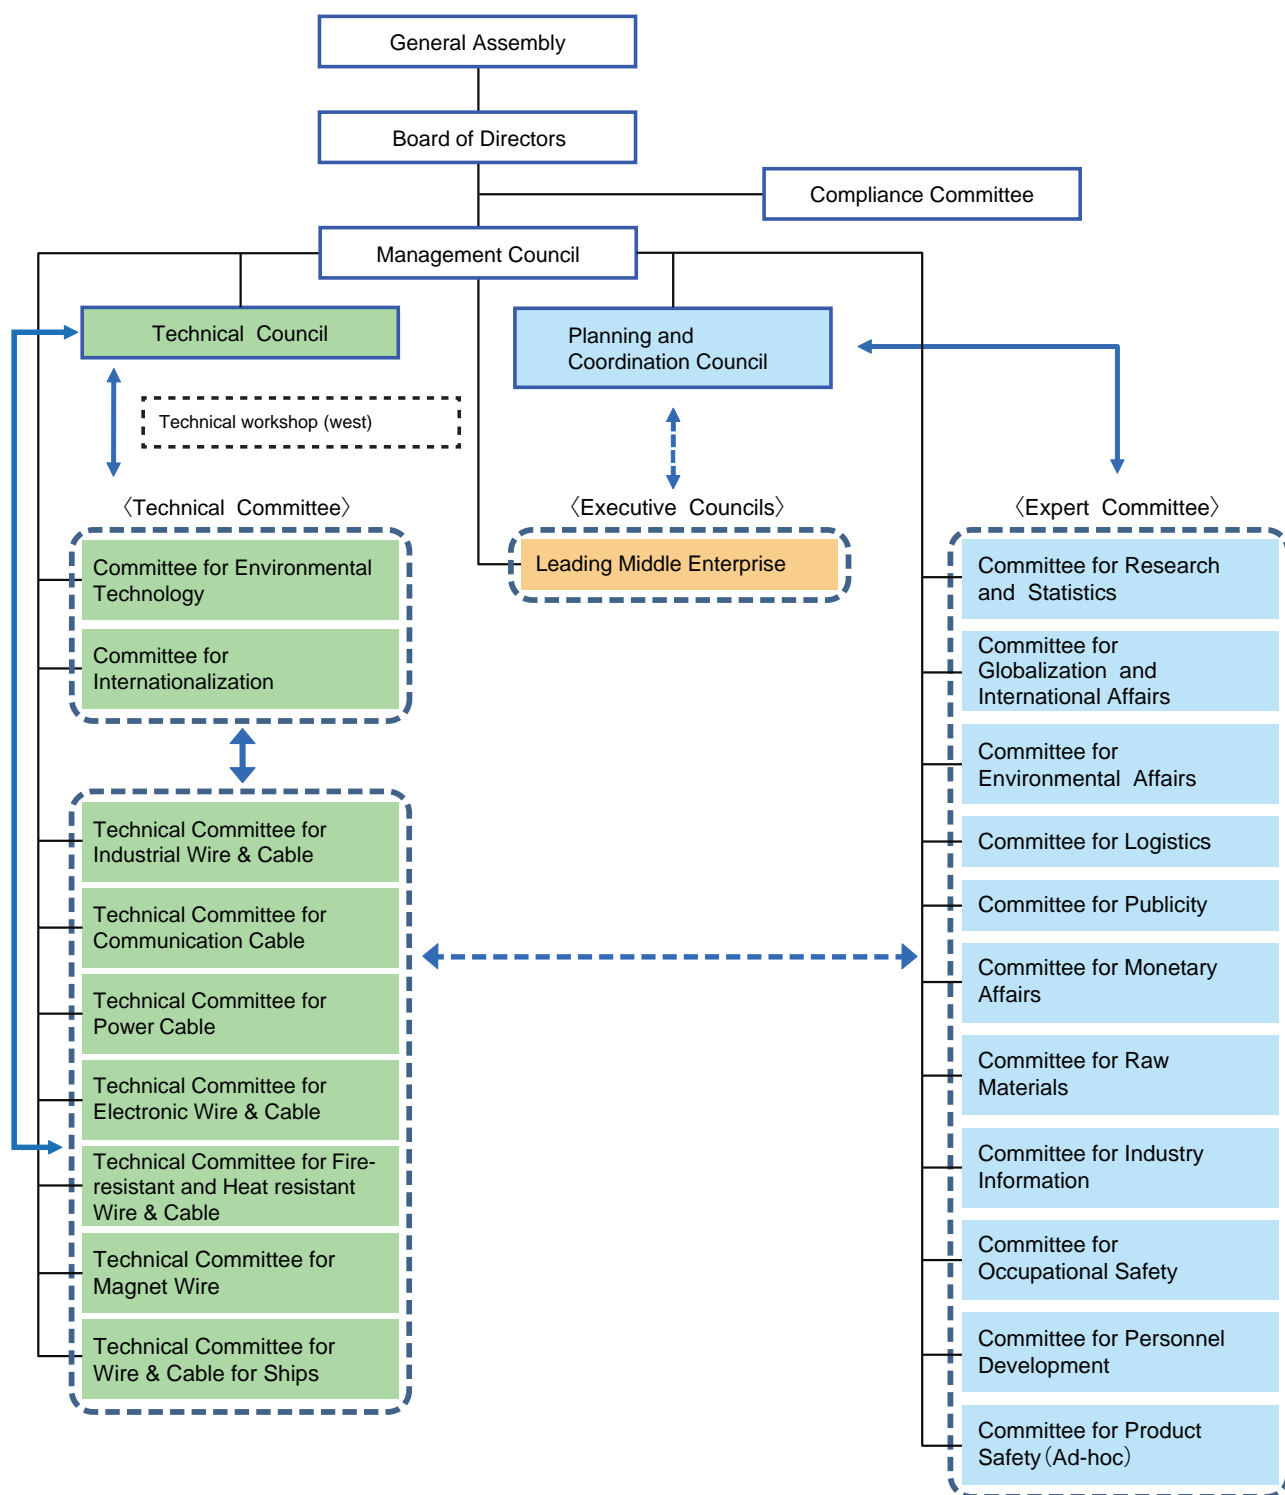 General Assembly
Board of Directors
Compliance Committee
Management Council
Technical Council
Planning and
Coordination Council
Technical workshop (west)
〈Technical Committee〉
Committee for Environmental
Technology
Committee for
Internationalization
Technical Committee for
Industrial Wire & Cable
Technical Committee for
Communication Cable
Technical Committee for
Power Cable
Technical Committee for
Electronic Wire & Cable
Technical Committee for Fire-
resistant and Heat resistant
Wire & Cable
Technical Committee for
Magnet Wire
Technical Committee for
Wire & Cable for Ships
〈Executive Councils〉
Leading Middle Enterprise
〈Expert Committee〉
Committee for Research
and Statistics
Committee for
Globalization and
International Affairs
Committee for
Environmental Affairs
Committee for Logistics
Committee for Publicity
Committee for Monetary
Affairs
Committee for Raw
Materials
Committee for Industry
Information
Committee for
Occupational Safety
Committee for Personnel
Development
Committee for Product
Safety（Ad-hoc）